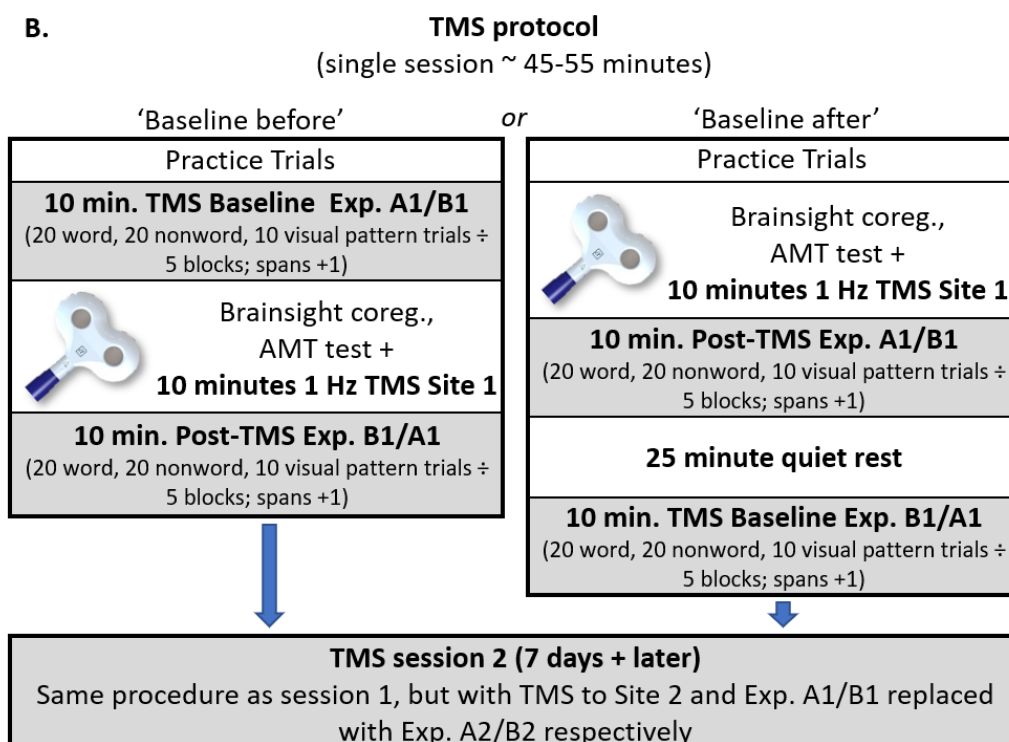 B.
TMS protocol
(single session ~ 45-55 minutes)
‘Baseline before’
or
‘Baseline after’
Practice Trials
10 min. TMS Baseline Exp. A1/B1
(20 word, 20 nonword, 10 visual pattern trials ÷
5 blocks; spans +1)
Brainsight coreg.,
AMT test +
10 minutes 1 Hz TMS Site 1
10 min. Post-TMS Exp. B1/A1
(20 word, 20 nonword, 10 visual pattern trials ÷
5 blocks; spans +1)
Practice Trials
Brainsight coreg.,
AMT test +
10 minutes 1 Hz TMS Site 1
10 min. Post-TMS Exp. A1/B1
(20 word, 20 nonword, 10 visual pattern trials ÷
5 blocks; spans +1)
25 minute quiet rest
10 min. TMS Baseline Exp. B1/A1
(20 word, 20 nonword, 10 visual pattern trials ÷
5 blocks; spans +1)
TMS session 2 (7 days + later)
Same procedure as session 1, but with TMS to Site 2 and Exp. A1/B1 replaced
with Exp. A2/B2 respectively